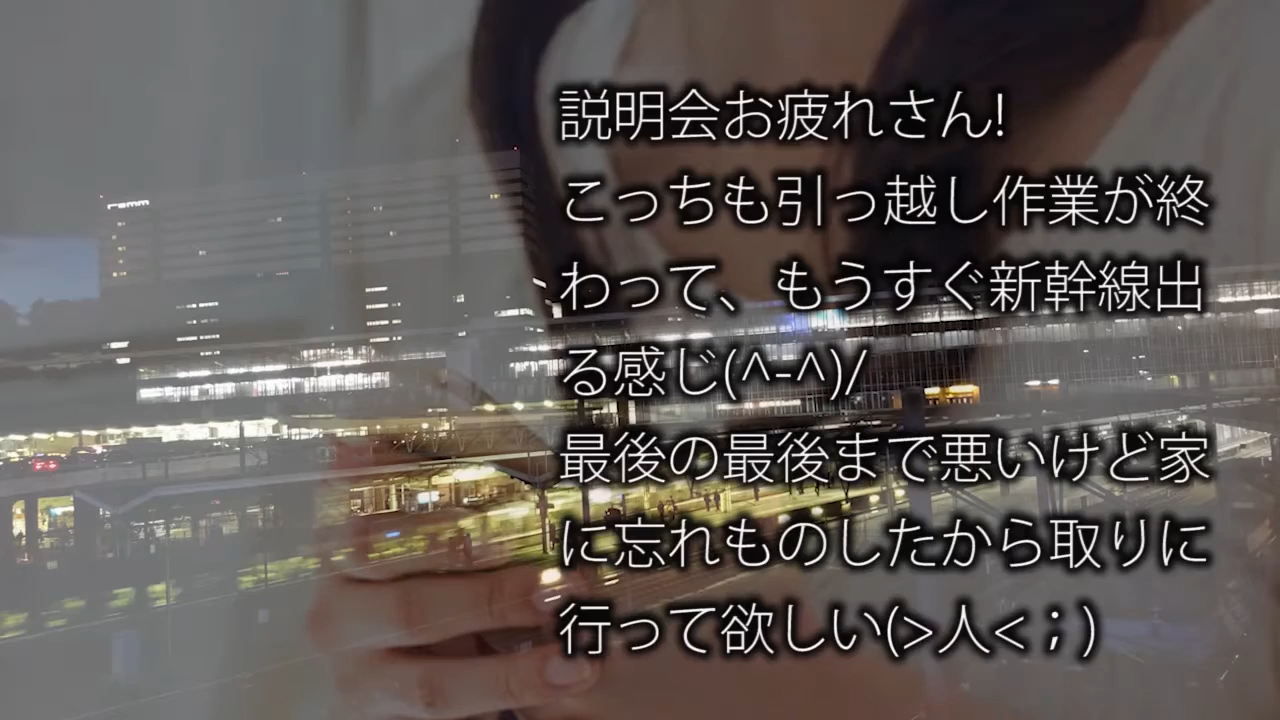 説明会お疲れさん!
こっちも引っ越し作業が終
わって、もうすぐ新幹線出
る感じ(^-^)/
最後の最後まで悪いけど家
に忘れものしたから取りに
行って欲しい(>人<；)